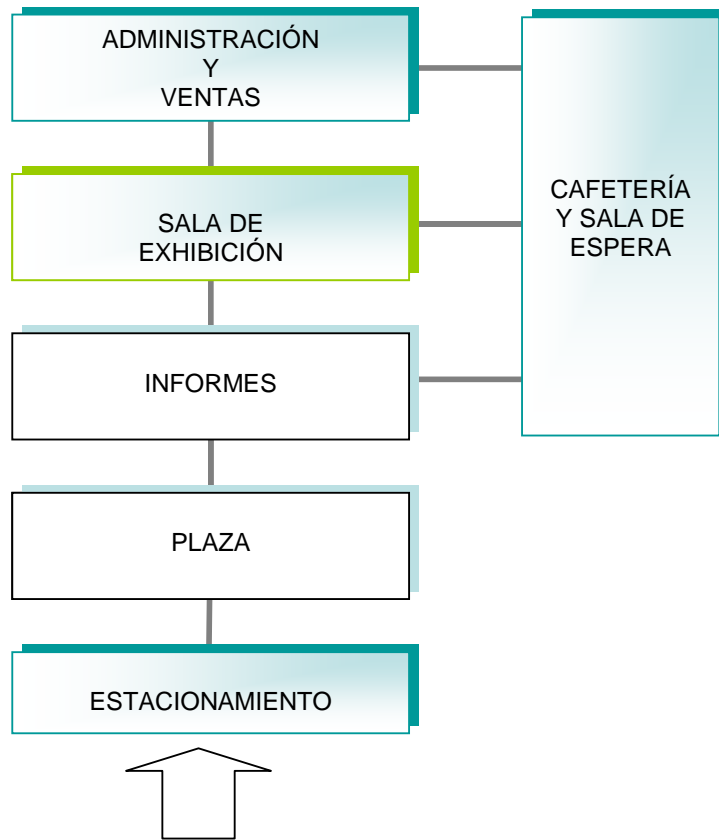 ADMINISTRACIÓN
Y
VENTAS
SALA DE
EXHIBICIÓN
CAFETERÍA
Y SALA DE
ESPERA
INFORMES
PLAZA
ESTACIONAMIENTO